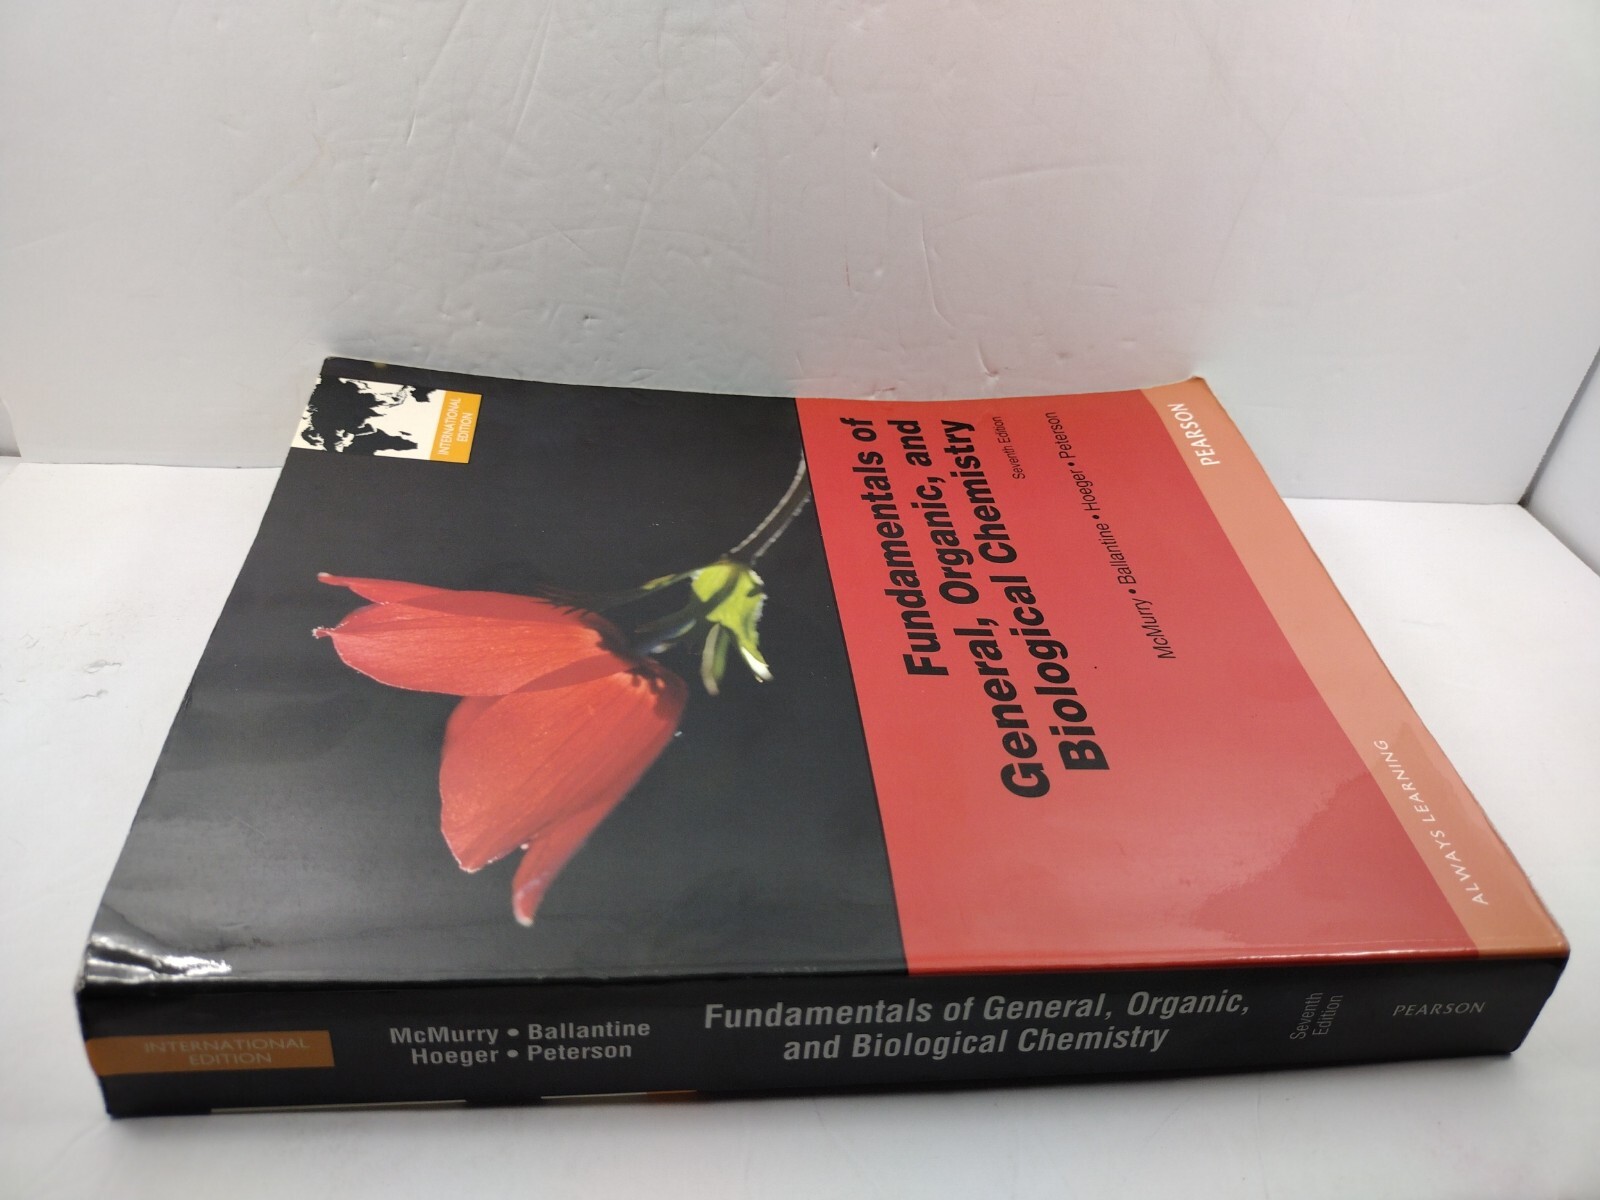 INTERNATIONAL
EDITION
Fundamentals of
General, Organic, and
Biological Chemistry
Seventh Edition
McMurry • Ballantine • Hoeger • Peterson
PEARSON
ALWAYS LEARNING
INTERNATIONAL
EDITION
McMurry • Ballantine
Hoeger • Peterson
Fundamentals of General, Organic,
and Biological Chemistry
Seventh
Edition
PEARSON